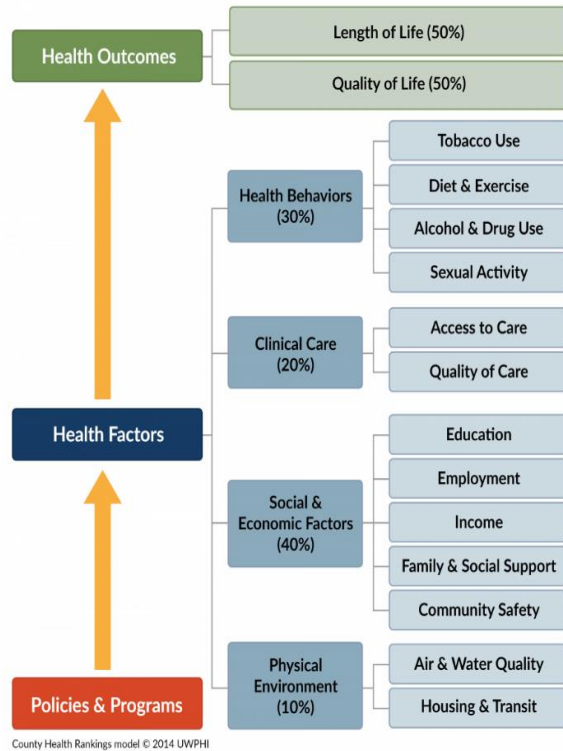 Health Outcomes
Length of Life (50%)
Quality of Life (50%)
Health Factors
Health Behaviors
(30%)
Tobacco Use
Diet & Exercise
Alcohol & Drug Use
Sexual Activity
Clinical Care
(20%)
Access to Care
Quality of Care
Social &
Economic Factors
(40%)
Education
Employment
Income
Family & Social Support
Community Safety
Physical
Environment
(10%)
Air & Water Quality
Housing & Transit
Policies & Programs
County Health Rankings model © 2014 UWPHI